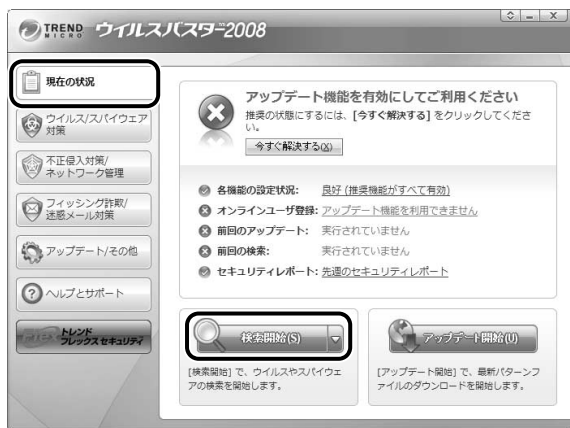 TREND MICRO ウイルスバスター2008
現在の状況
ウイルス/スパイウェア
対策
不正侵入対策/
ネットワーク管理
フィッシング詐欺/
迷惑メール対策
アップデート/その他
ヘルプとサポート
Flex トレンド
フレックス セキュリティ
アップデート機能を有効にしてご利用ください
推奨の状態にするには、[今すぐ解決する] をクリックしてくださ
い。
今すぐ解決する(X)
各機能の設定状況: 良好 (推奨機能がすべて有効)
オンラインユーザ登録: アップデート機能を利用できません
前回のアップデート: 実行されていません
前回の検索: 実行されていません
セキュリティレポート: 先週のセキュリティレポート
検索開始(S)
アップデート開始(U)
[検索開始] で、ウイルスやスパイウェ
アの検索を開始します。
[アップデート開始] で、最新パターンフ
ァイルのダウンロードを開始します。